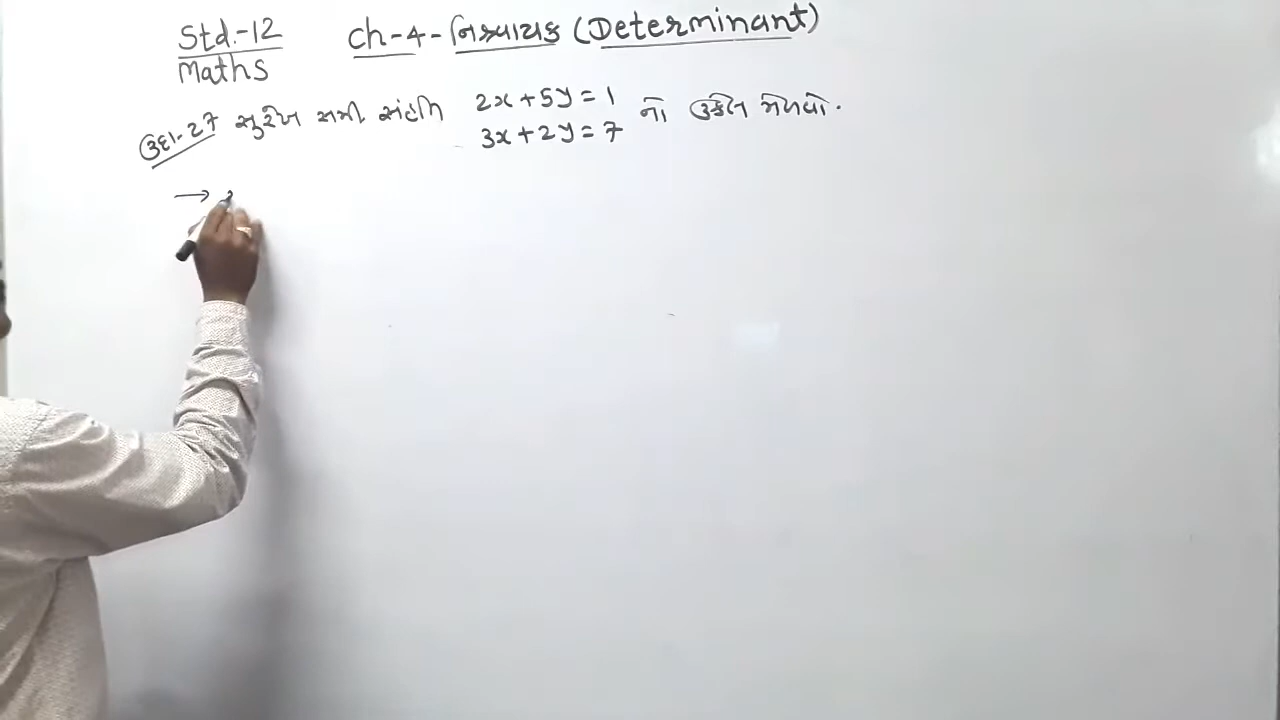 Std.-12 Ch-4-નિશ્ચાયક (Determinant)
Maths
ઉદા.-27 સુરેખ સમી સંહતિ 2x+5y=1 નો ઉકેલ મેળવો.
3x+2y=7
→